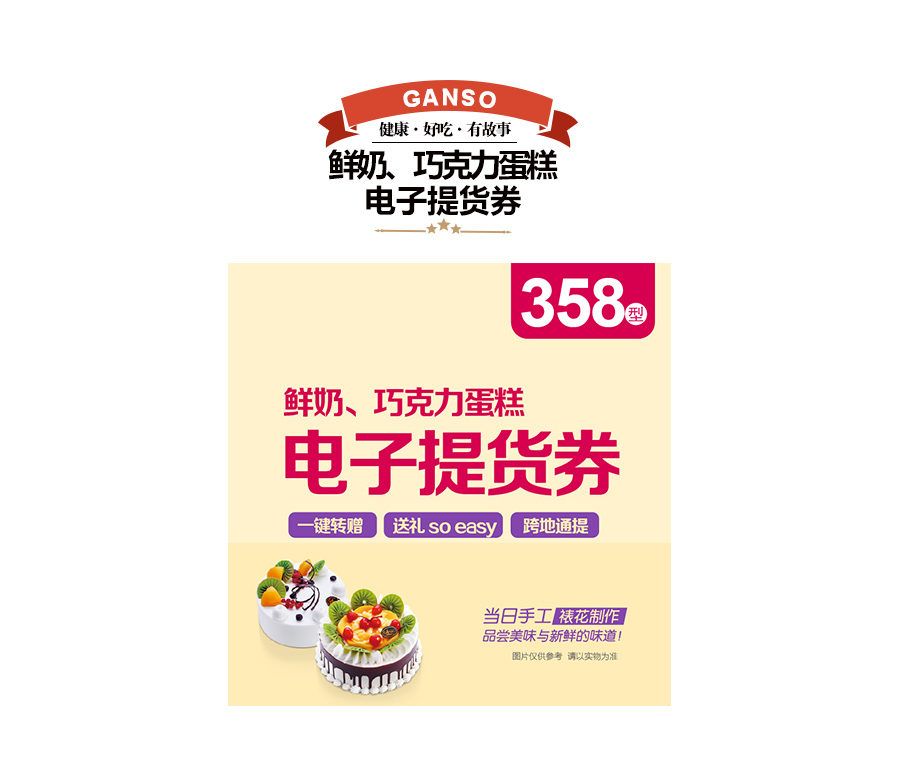 GANSO
健康·好吃·有故事
鲜奶、巧克力蛋糕
电子提货券
358型
鲜奶、巧克力蛋糕
电子提货券
一键转赠 送礼 so easy 跨地通提
当日手工 裱花制作
品尝美味与新鲜的味道!
图片仅供参考 请以实物为准